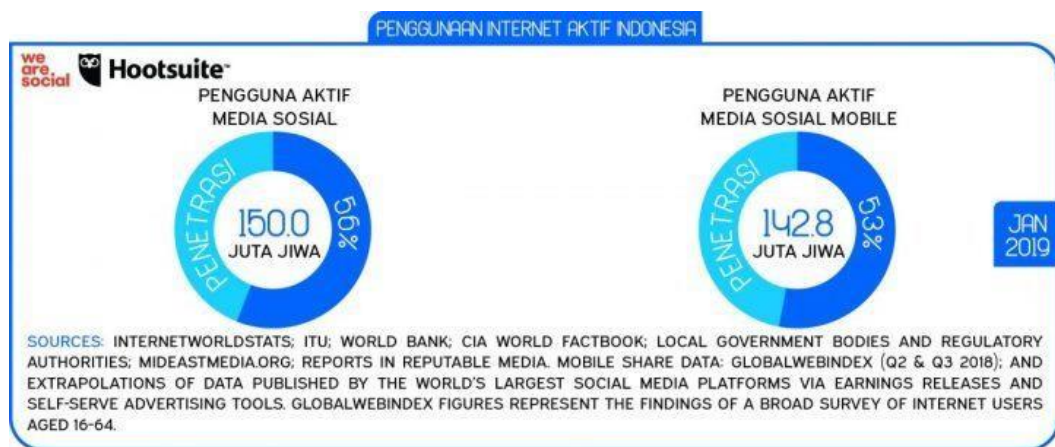 PENGGUNAAN INTERNET AKTIF INDONESIA
we
are
social
Hootsuite™
PENGGUNA AKTIF
MEDIA SOSIAL
PENETRASI
56%
150.0
JUTA JIWA
PENGGUNA AKTIF
MEDIA SOSIAL MOBILE
PENETRASI
53%
142.8
JUTA JIWA
JAN
2019
SOURCES: INTERNETWORLDSTATS; ITU; WORLD BANK; CIA WORLD FACTBOOK; LOCAL GOVERNMENT BODIES AND REGULATORY
AUTHORITIES; MIDEASTMEDIA.ORG; REPORTS IN REPUTABLE MEDIA. MOBILE SHARE DATA: GLOBALWEBINDEX (Q2 & Q3 2018); AND
EXTRAPOLATIONS OF DATA PUBLISHED BY THE WORLD'S LARGEST SOCIAL MEDIA PLATFORMS VIA EARNINGS RELEASES AND
SELF-SERVE ADVERTISING TOOLS. GLOBALWEBINDEX FIGURES REPRESENT THE FINDINGS OF A BROAD SURVEY OF INTERNET USERS
AGED 16-64.